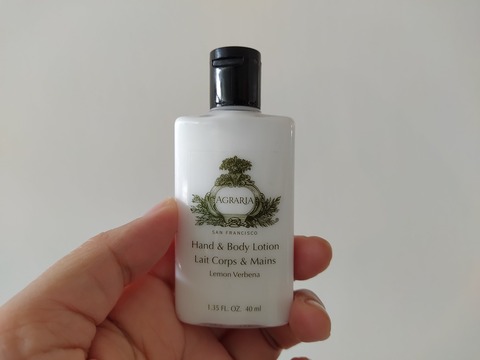 AGRARIA
SAN FRANCISCO
Hand & Body Lotion
Lait Corps & Mains
Lemon Verbena
1.35 FL. OZ. 40 ml